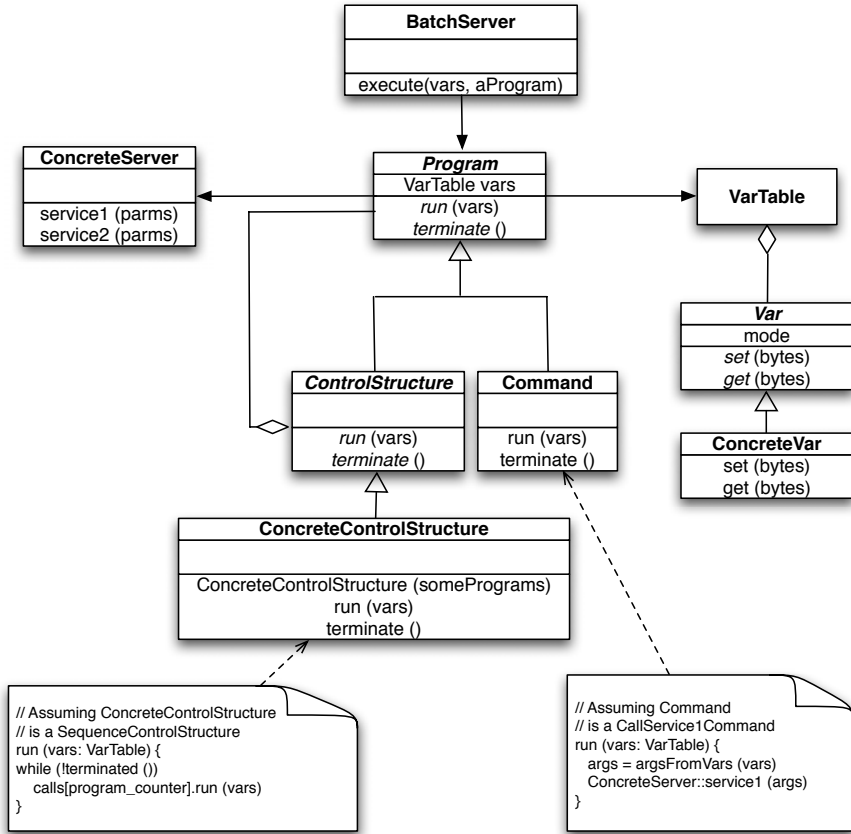 BatchServer
execute(vars, aProgram)
ConcreteServer
service1 (parms)
service2 (parms)
Program
VarTable vars
run (vars)
terminate ()
VarTable
Var
mode
set (bytes)
get (bytes)
ControlStructure
run (vars)
terminate ()
Command
run (vars)
terminate ()
ConcreteVar
set (bytes)
get (bytes)
ConcreteControlStructure
ConcreteControlStructure (somePrograms)
run (vars)
terminate ()
// Assuming ConcreteControlStructure
// is a SequenceControlStructure
run (vars: VarTable) {
while (!terminated ())
calls[program_counter].run (vars)
}
// Assuming Command
// is a CallService1Command
run (vars: VarTable) {
args = argsFromVars (vars)
ConcreteServer::service1 (args)
}